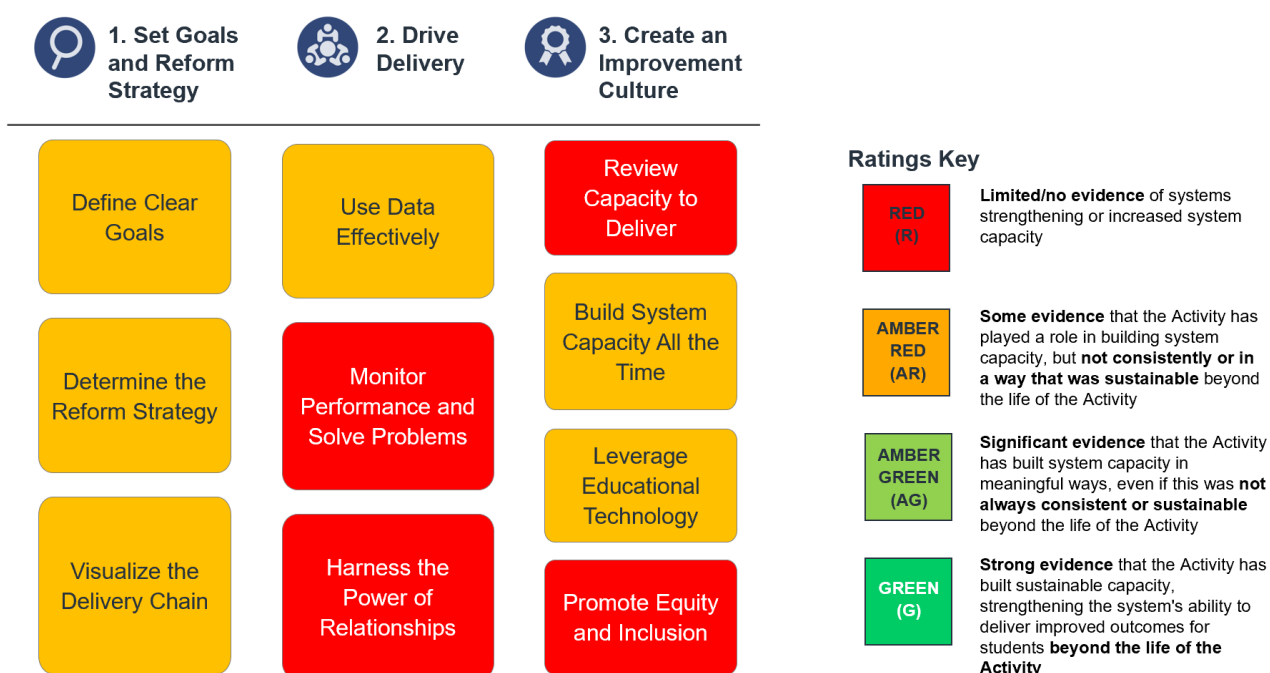 1. Set Goals
and Reform
Strategy
2. Drive
Delivery
3. Create an
Improvement
Culture
Define Clear
Goals
Determine the
Reform Strategy
Visualize the
Delivery Chain
Use Data
Effectively
Monitor
Performance and
Solve Problems
Harness the
Power of
Relationships
Review
Capacity to
Deliver
Build System
Capacity All the
Time
Leverage
Educational
Technology
Promote Equity
and Inclusion
Ratings Key
RED
(R)
Limited/no evidence of systems
strengthening or increased system
capacity
AMBER
RED
(AR)
Some evidence that the Activity has
played a role in building system
capacity, but not consistently or in
a way that was sustainable beyond
the life of the Activity
AMBER
GREEN
(AG)
Significant evidence that the Activity
has built system capacity in
meaningful ways, even if this was not
always consistent or sustainable
beyond the life of the Activity
GREEN
(G)
Strong evidence that the Activity has
built sustainable capacity,
strengthening the system's ability to
deliver improved outcomes for
students beyond the life of the
Activity